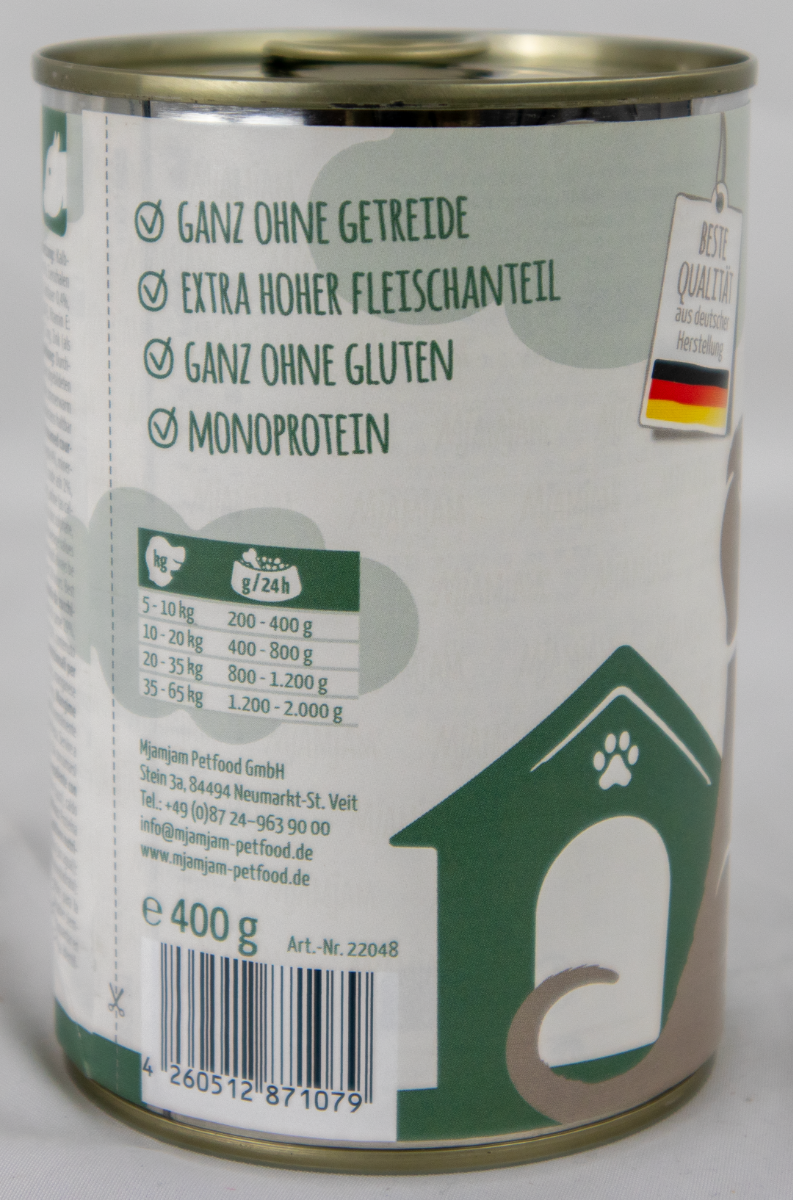 GANZ OHNE GETREIDE
EXTRA HOHER FLEISCHANTEIL
GANZ OHNE GLUTEN
MONOPROTEIN
BESTE
QUALITÄT
aus deutscher
Herstellung
kg g/24h
5 - 10 kg 200 - 400 g
10 - 20 kg 400 - 800 g
20 - 35 kg 800 - 1.200 g
35 - 65 kg 1.200 - 2.000 g
Mjamjam Petfood GmbH
Stein 3a, 84494 Neumarkt-St. Veit
Tel.: +49 (0)87 24–963 90 00
info@mjamjam-petfood.de
www.mjamjam-petfood.de
℮ 400 g
Art.-Nr. 22048
4 260512 871079